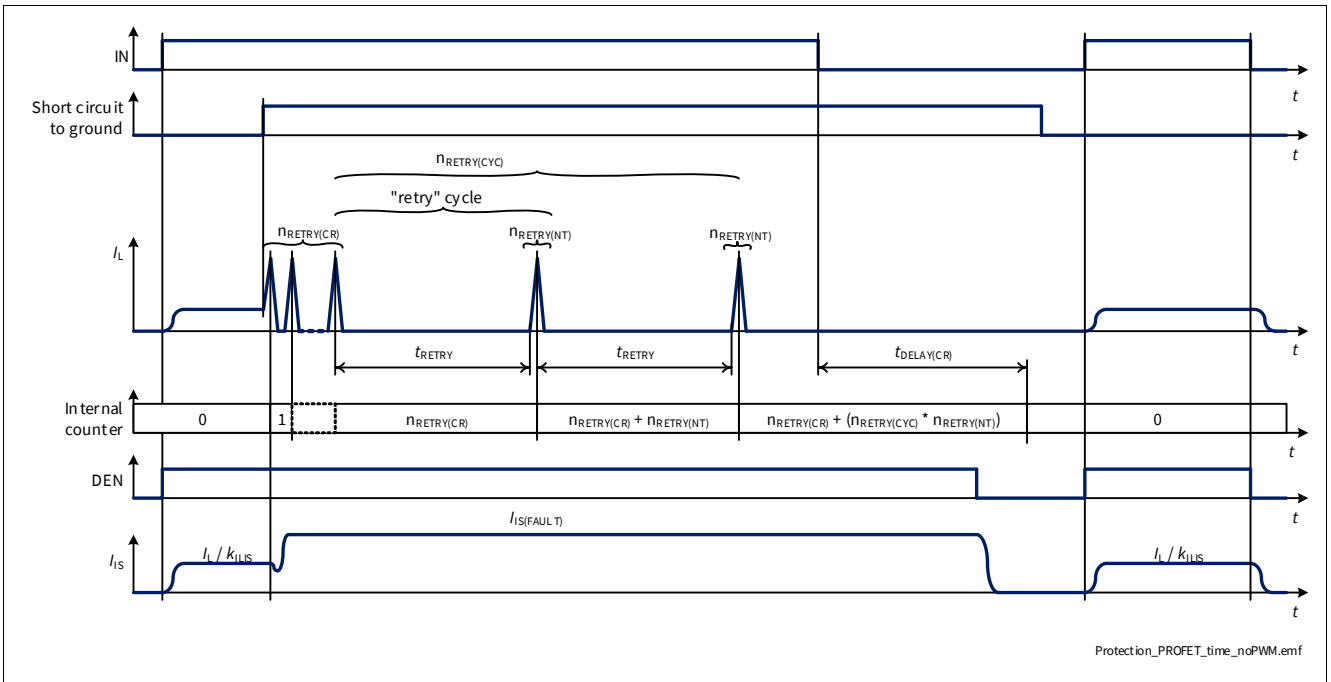 IN
t
Short circuit
to ground
t
nRETRY(CYC)
"retry" cycle
nRETRY(CR)
nRETRY(NT)
nRETRY(NT)
IL
t
tRETRY
tRETRY
tDELAY(CR)
Internal
counter
0
1
nRETRY(CR)
nRETRY(CR) + nRETRY(NT)
nRETRY(CR) + (nRETRY(CYC) * nRETRY(NT))
0
t
DEN
t
IIS(FAULT)
IIS
IL / kILIS
IL / kILIS
t
Protection_PROFET_time_noPWM.emf